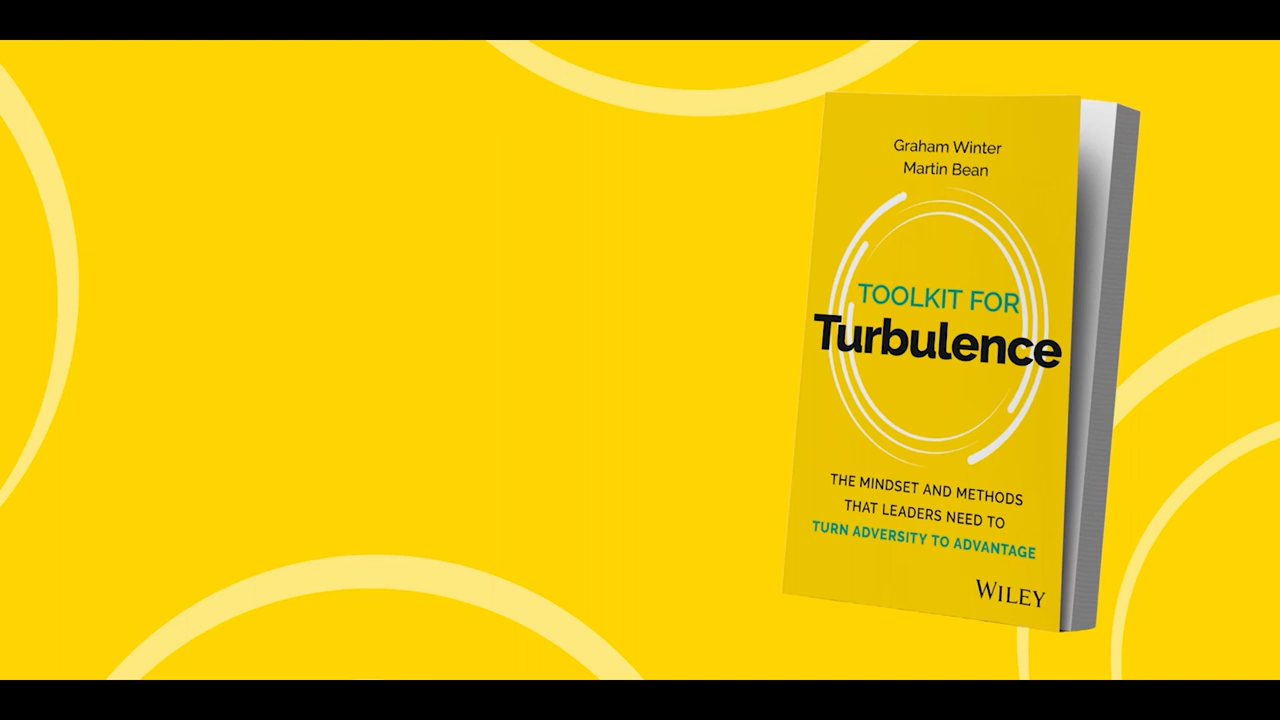 Graham Winter
Martin Bean
TOOLKIT FOR
Turbulence
THE MINDSET AND METHODS
THAT LEADERS NEED TO
TURN ADVERSITY TO ADVANTAGE
WILEY